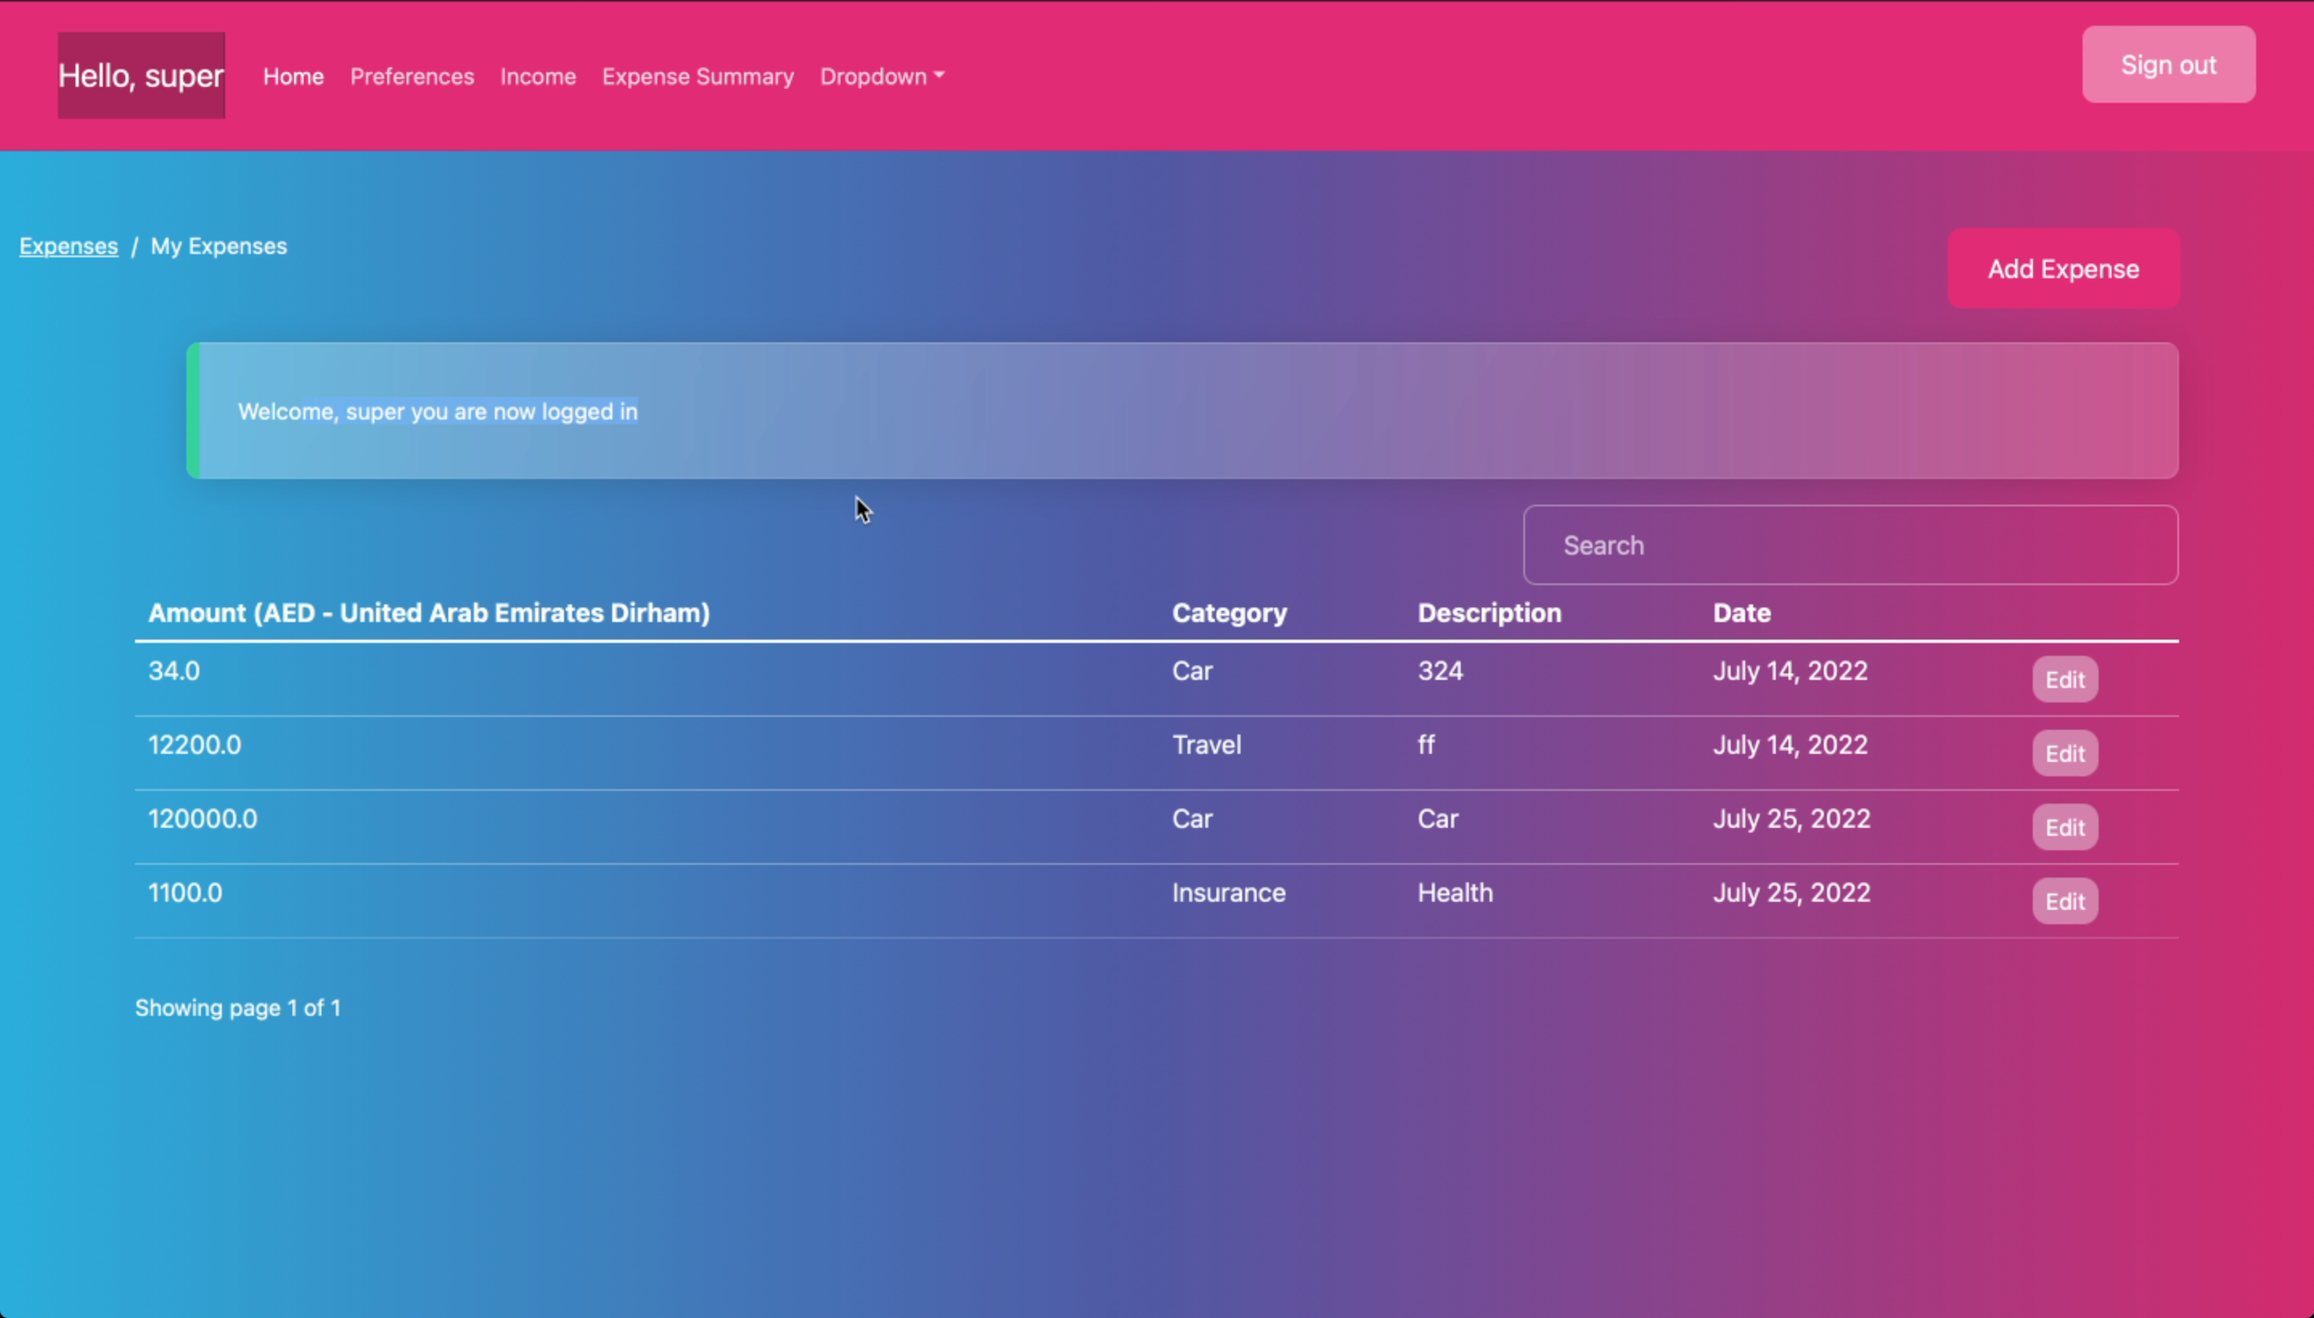 Hello, super Home Preferences Income Expense Summary Dropdown Sign out
Expenses / My Expenses
Add Expense
Welcome, super you are now logged in
Search
Amount (AED - United Arab Emirates Dirham) Category Description Date
34.0 Car 324 July 14, 2022 Edit
12200.0 Travel ff July 14, 2022 Edit
120000.0 Car Car July 25, 2022 Edit
1100.0 Insurance Health July 25, 2022 Edit
Showing page 1 of 1